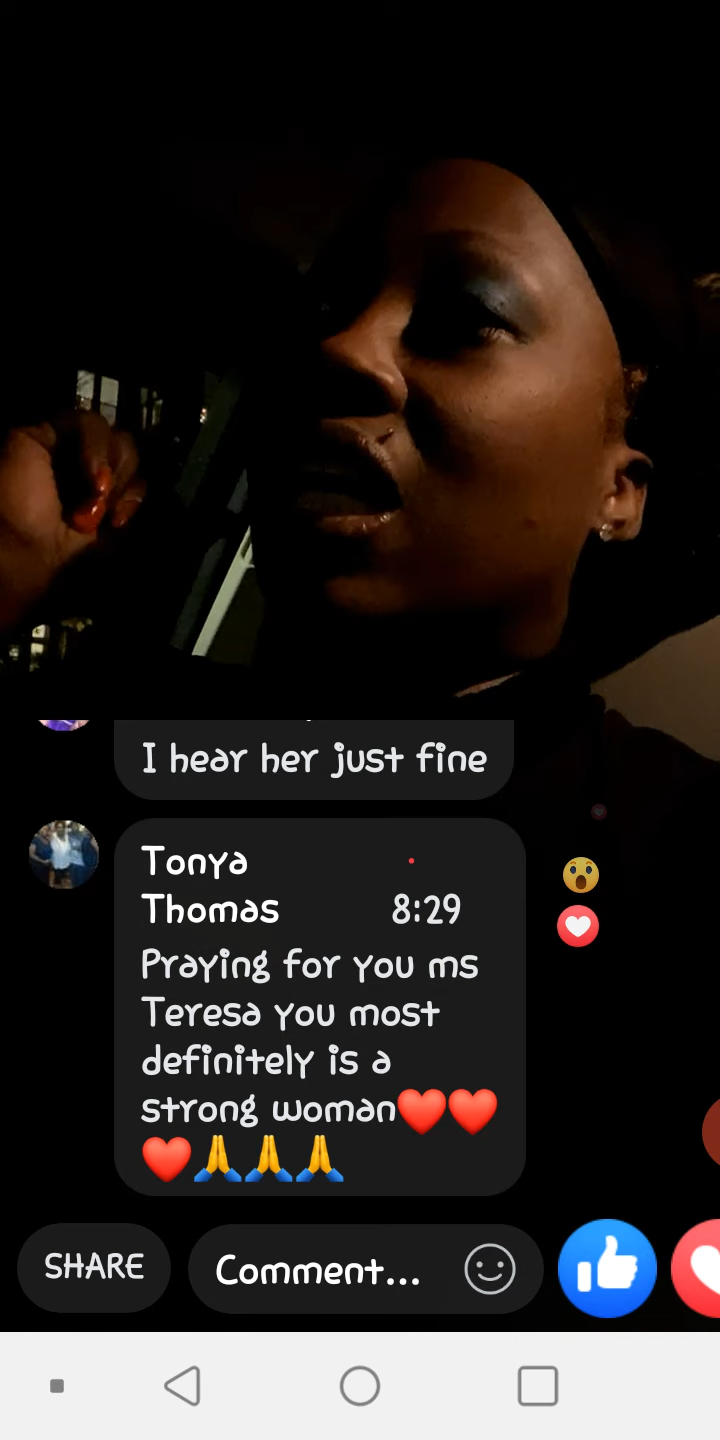 I hear her just fine
Tonya
Thomas 8:29
Praying for you ms
Teresa you most
definitely is a
strong woman❤️❤️
❤️🙏🙏🙏
SHARE Comment...